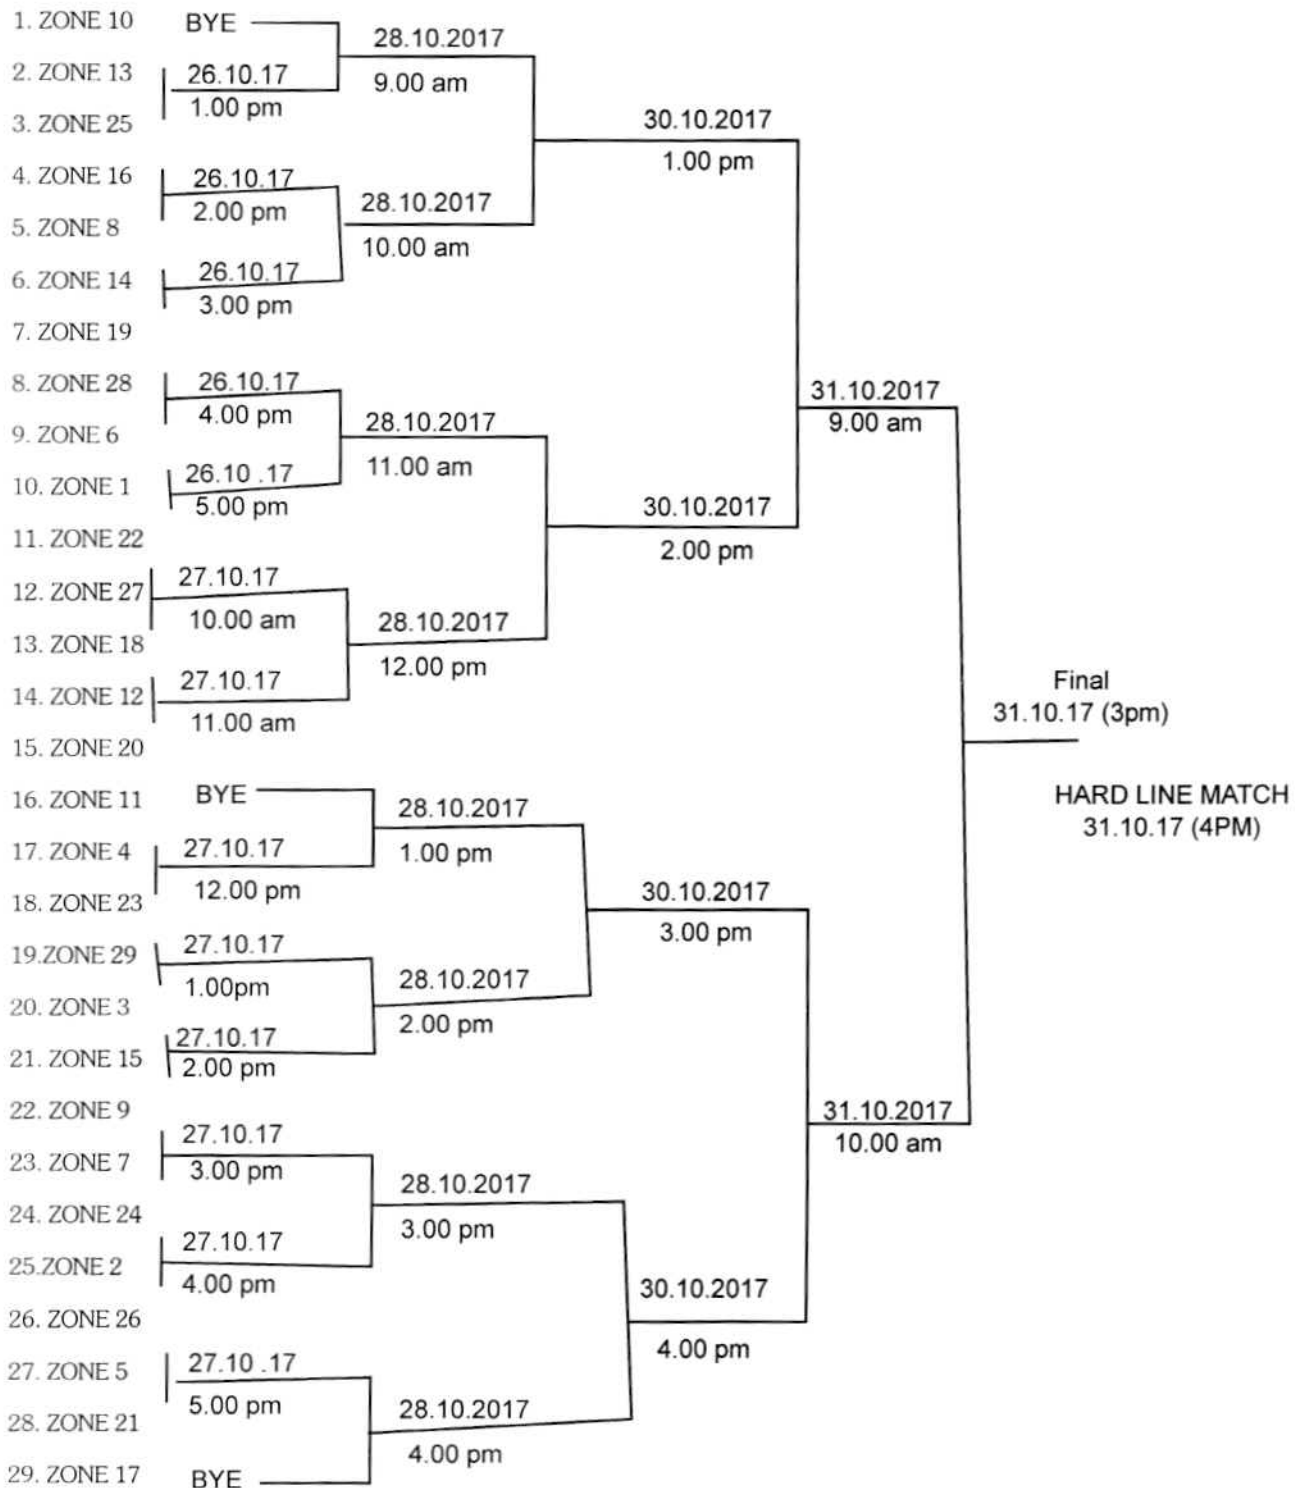 1. ZONE 10 BYE
28.10.2017
2. ZONE 13 26.10.17
9.00 am
1.00 pm
3. ZONE 25
30.10.2017
1.00 pm
4. ZONE 16 26.10.17
2.00 pm
28.10.2017
5. ZONE 8
10.00 am
6. ZONE 14 26.10.17
3.00 pm
7. ZONE 19
8. ZONE 28 26.10.17
4.00 pm
31.10.2017
9.00 am
9. ZONE 6
28.10.2017
11.00 am
10. ZONE 1 26.10 .17
5.00 pm
30.10.2017
2.00 pm
11. ZONE 22
12. ZONE 27 27.10.17
10.00 am
13. ZONE 18
28.10.2017
12.00 pm
14. ZONE 12 27.10.17
11.00 am
Final
31.10.17 (3pm)
15. ZONE 20
16. ZONE 11 BYE
28.10.2017
1.00 pm
HARD LINE MATCH
31.10.17 (4PM)
17. ZONE 4 27.10.17
12.00 pm
18. ZONE 23
30.10.2017
3.00 pm
19.ZONE 29 27.10.17
1.00pm
28.10.2017
2.00 pm
20. ZONE 3
21. ZONE 15 27.10.17
2.00 pm
22. ZONE 9
31.10.2017
10.00 am
23. ZONE 7 27.10.17
3.00 pm
28.10.2017
3.00 pm
24. ZONE 24
25.ZONE 2 27.10.17
4.00 pm
30.10.2017
4.00 pm
26. ZONE 26
27. ZONE 5 27.10 .17
5.00 pm
28. ZONE 21
28.10.2017
4.00 pm
29. ZONE 17 BYE